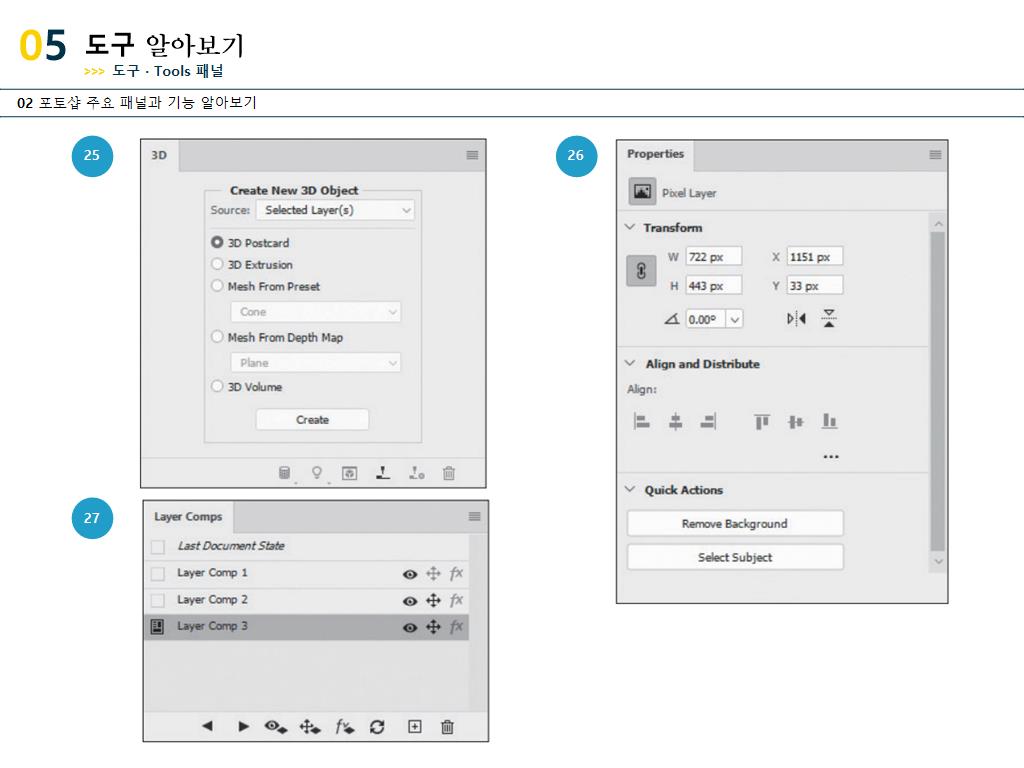 05 도구 알아보기
>>> 도구 · Tools 패널
02 포토샵 주요 패널과 기능 알아보기
25
3D
Create New 3D Object
Source: Selected Layer(s)
3D Postcard
3D Extrusion
Mesh From Preset
Cone
Mesh From Depth Map
Plane
3D Volume
Create
26
Properties
Pixel Layer
Transform
W 722 px X 1151 px
H 443 px Y 33 px
0.00°
Align and Distribute
Align:
Quick Actions
Remove Background
Select Subject
27
Layer Comps
Last Document State
Layer Comp 1 fx
Layer Comp 2 fx
Layer Comp 3 fx